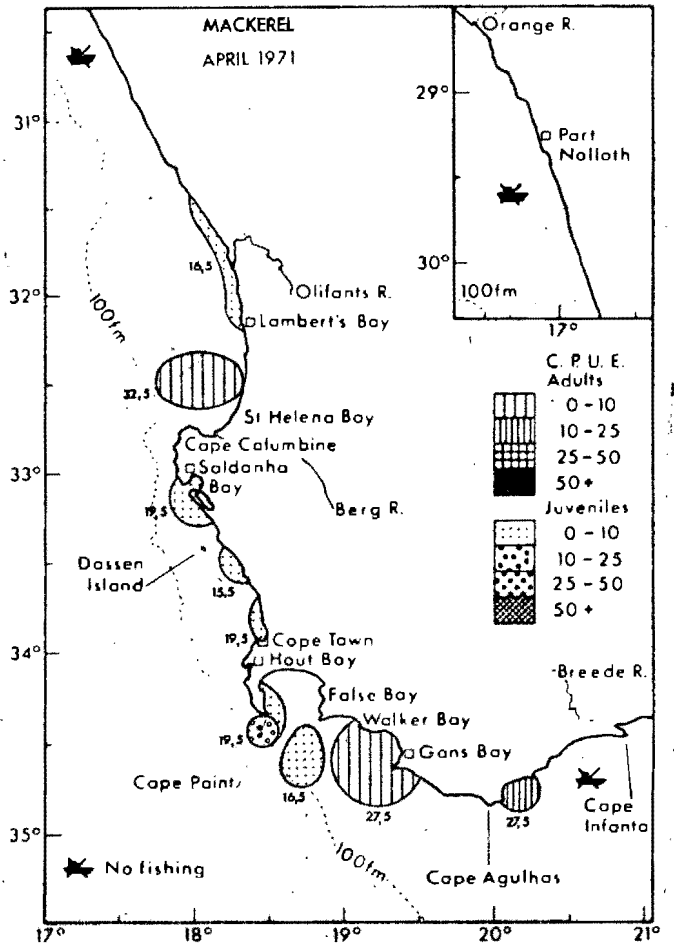 MACKEREL
APRIL 1971
Orange R.
29°
Part
Nolloth
30°
100fm
17°
31°
16,5
Olifants R.
32°
100fm
Lambert's Bay
32,5
St Helena Bay
Cape Calumbine
33°
Saldanha
Bay
19,5
Berg R.
Dassen
Island
15,5
19,5
Cape Town
34°
Hout Bay
False Bay
Walker Bay
19,5
Gans Bay
Cape Paint
16,5
27,5
27,5
Breede R.
Cape
Infanta
35°
100fm
Cape Agulhas
No fishing
C. P. U. E.
Adults
0-10
10-25
25-50
50+
Juveniles
0-10
10-25
25-50
50+
17°
18°
19°
20°
21°